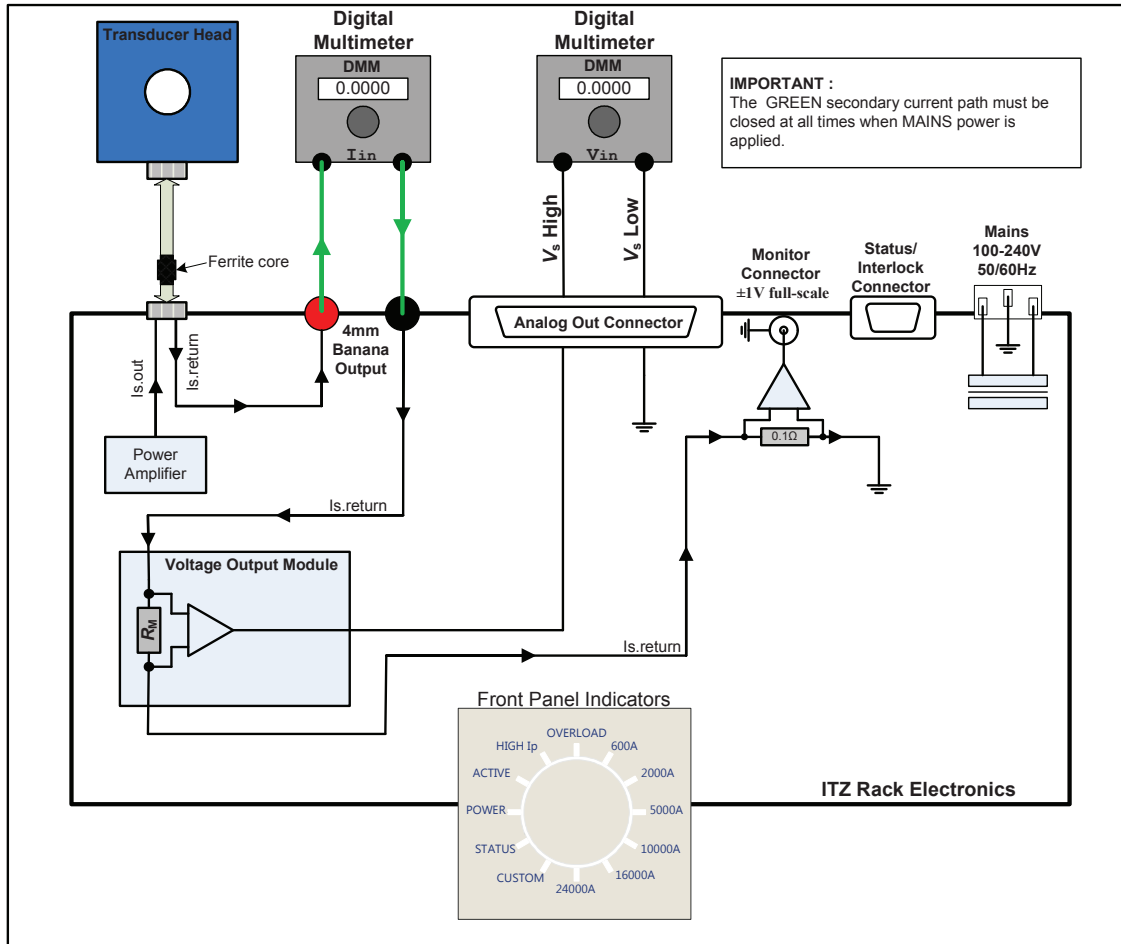 Transducer Head
Digital
Multimeter
DMM
0.0000
Iin
Digital
Multimeter
DMM
0.0000
Vin
IMPORTANT :
The GREEN secondary current path must be
closed at all times when MAINS power is
applied.
Ferrite core
Vs High
Vs Low
Monitor
Connector
±1V full-scale
Status/
Interlock
Connector
Mains
100-240V
50/60Hz
4mm
Banana
Output
Analog Out Connector
Is.out
Is.return
Power
Amplifier
0.1Ω
Is.return
Voltage Output Module
RM
Is.return
Front Panel Indicators
OVERLOAD
HIGH Ip
600A
ACTIVE
2000A
POWER
5000A
STATUS
10000A
CUSTOM
16000A
24000A
ITZ Rack Electronics